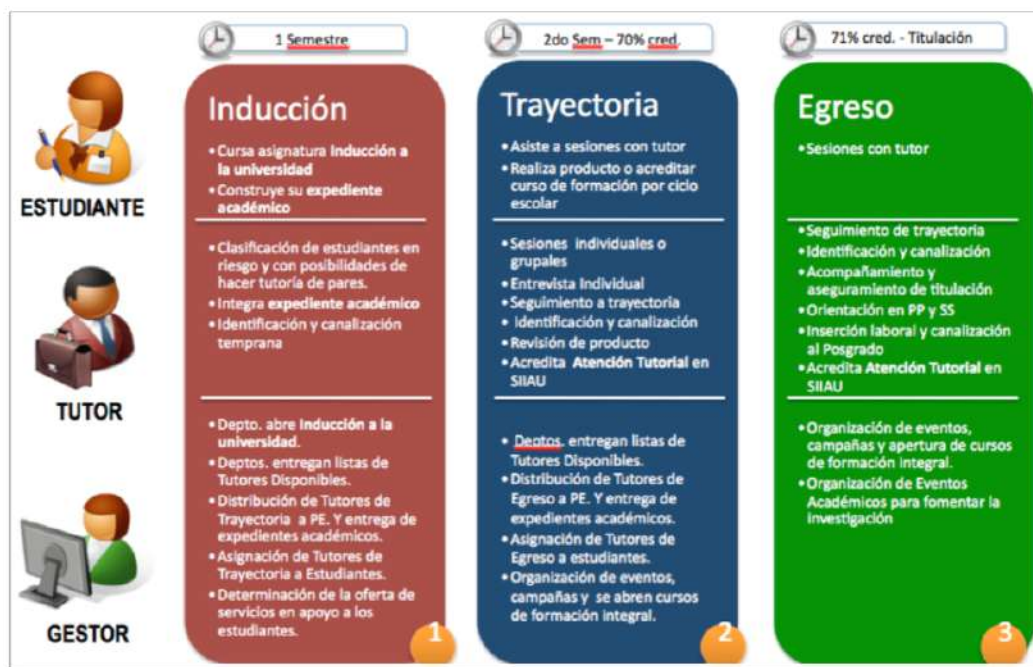 1 Semestre
2do Sem – 70% cred.
71% cred. - Titulación
ESTUDIANTE
TUTOR
GESTOR
Inducción
•Cursa asignatura Inducción a
la universidad
•Construye su expediente
académico
•Clasificación de estudiantes en
riesgo y con posibilidades de
hacer tutoría de pares.
•Integra expediente académico
•Identificación y canalización
temprana
•Depto. abre Inducción a la
universidad.
•Deptos. entregan listas de
Tutores Disponibles.
•Distribución de Tutores de
Trayectoria a PE. Y entrega de
expedientes académicos.
•Asignación de Tutores de
Trayectoria a Estudiantes.
•Determinación de la oferta de
servicios en apoyo a los
estudiantes.
1
Trayectoria
•Asiste a sesiones con tutor
•Realiza producto o acreditar
curso de formación por ciclo
escolar
•Sesiones individuales o
grupales
•Entrevista Individual
•Seguimiento a trayectoria
• Identificación y canalización
•Revisión de producto
•Acredita Atención Tutorial en
SIIAU
• Deptos. entregan listas de
Tutores Disponibles.
•Distribución de Tutores de
Egreso a PE. Y entrega de
expedientes académicos.
•Asignación de Tutores de
Egreso a estudiantes.
•Organización de eventos,
campañas y se abren cursos
de formación integral.
2
Egreso
•Sesiones con tutor
•Seguimiento de trayectoria
•Identificación y canalización
•Acompañamiento y
aseguramiento de titulación
•Orientación en PP y SS
•Inserción laboral y canalización
al Posgrado
•Acredita Atención Tutorial en
SIIAU
•Organización de eventos,
campañas y apertura de cursos
de formación integral.
•Organización de Eventos
Académicos para fomentar la
investigación
3